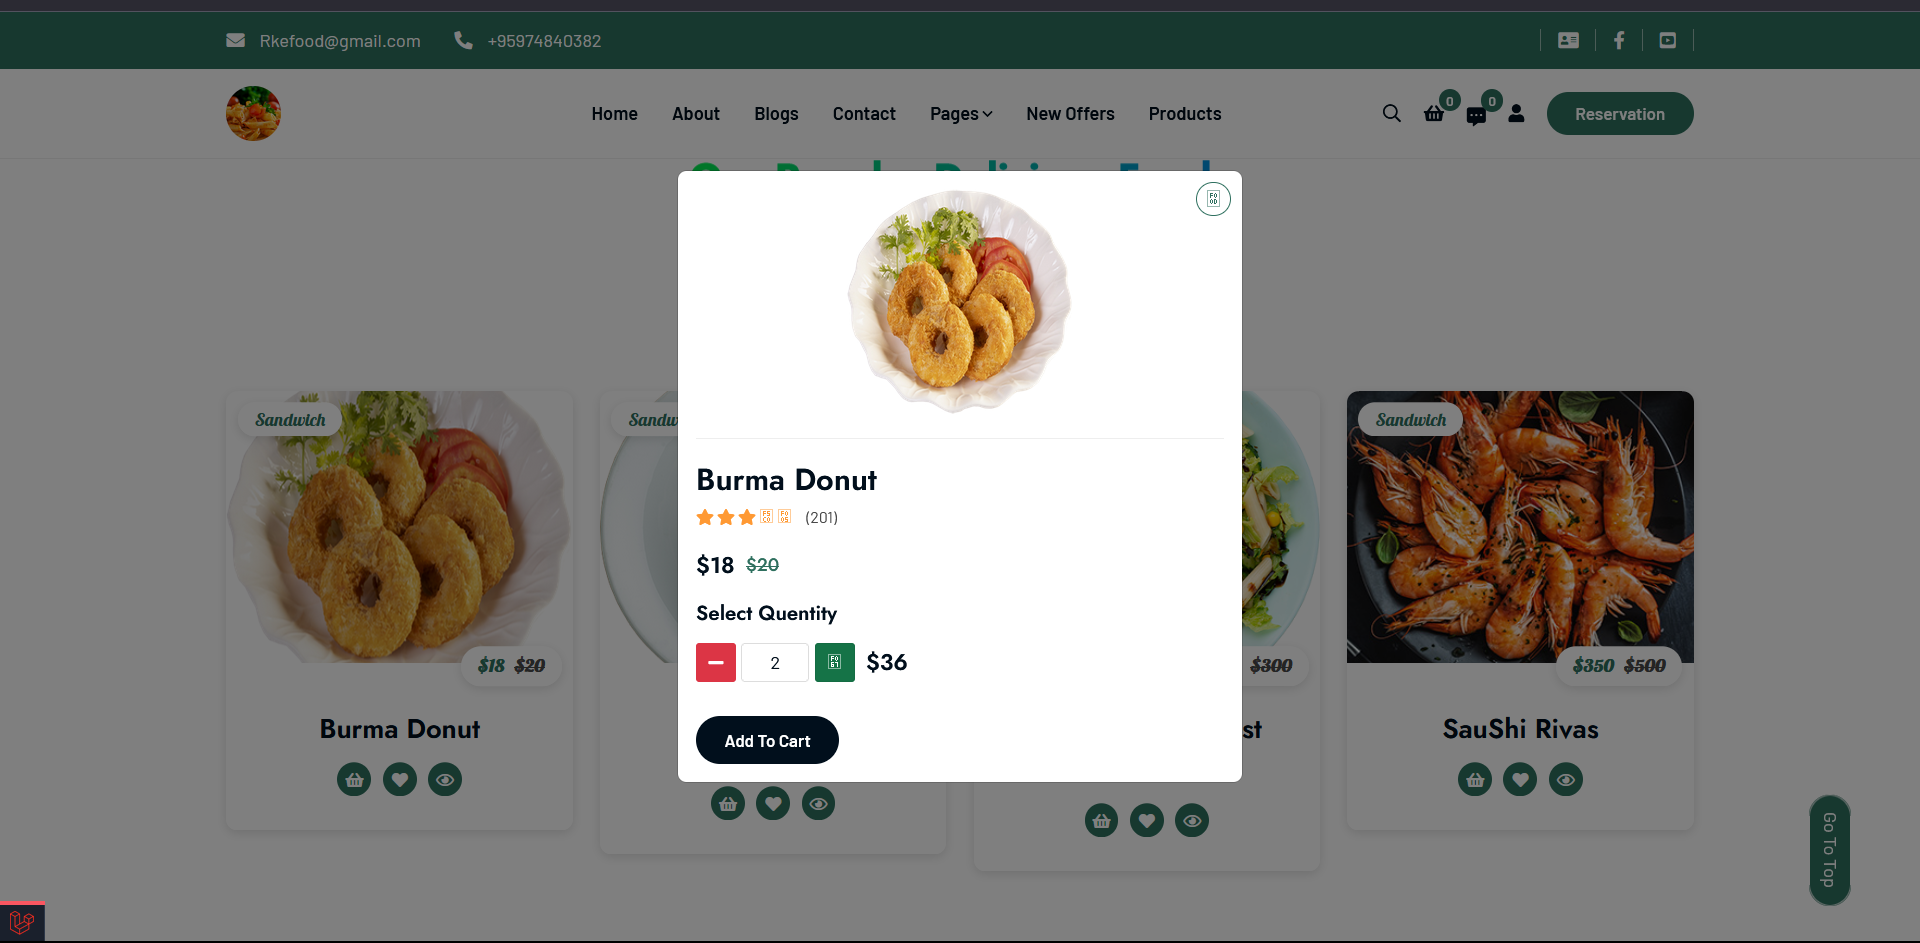 Rkefood@gmail.com +95974840382
Home About Blogs Contact Pages New Offers Products 0 0 Reservation
Sandwich
$18 $20
Burma Donut
Sandw
Burma Donut
(201)
$18 $20
Select Quentity
2 $36
Add To Cart
$300
st
Sandwich
$350 $500
SauShi Rivas
Go To Top